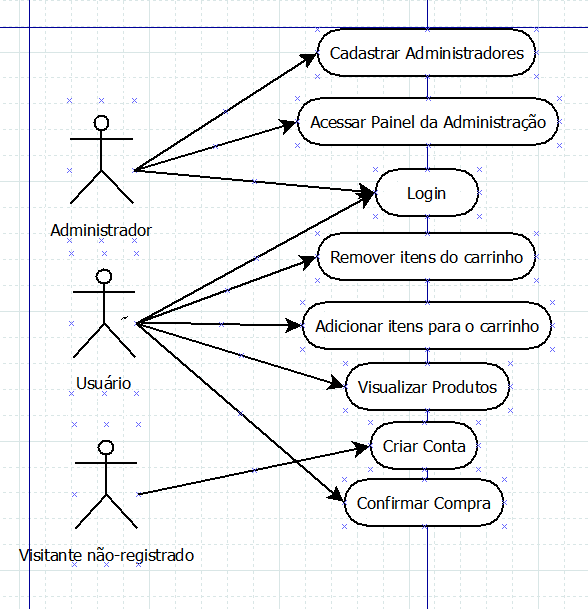 Cadastrar Administradores
Acessar Painel da Administração
Login
Administrador
Remover itens do carrinho
Adicionar itens para o carrinho
Usuário
Visualizar Produtos
Criar Conta
Confirmar Compra
Visitante não-registrado